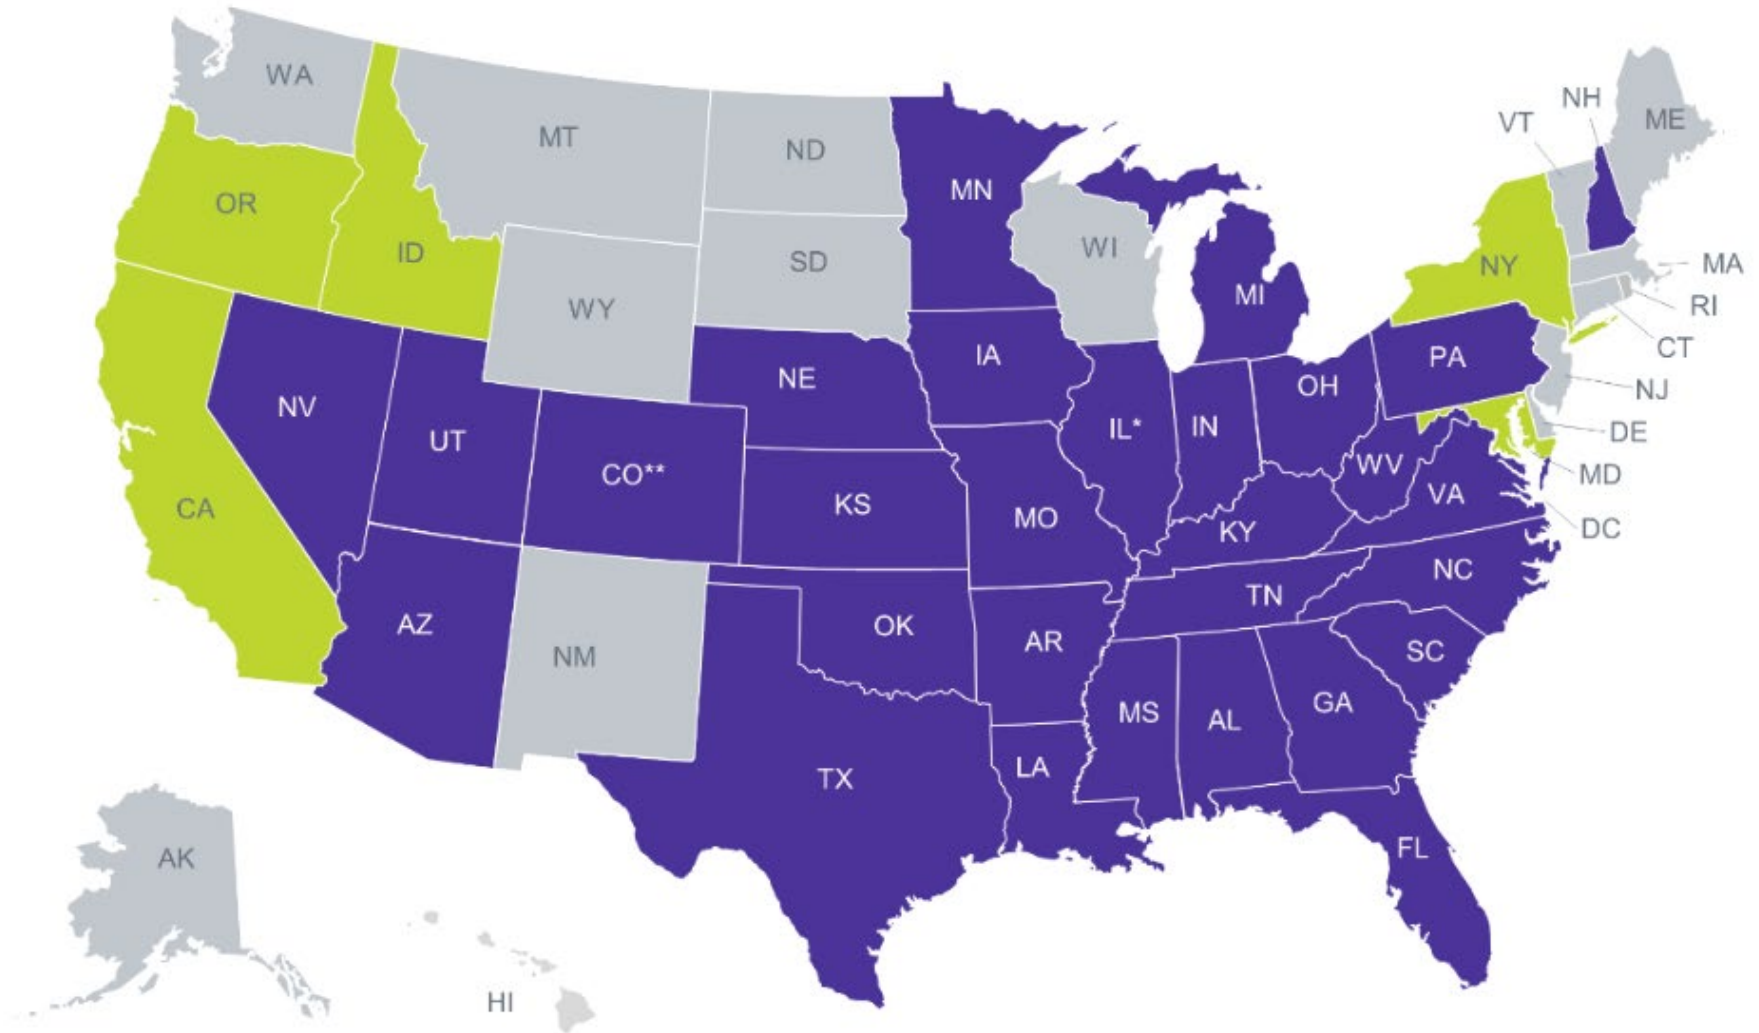 WA
MT
ND
MN
VT
NH
ME
OR
ID
WY
SD
WI
MI
NY
MA
RI
CT
NV
UT
CO**
NE
IA
IL*
IN
OH
PA
NJ
DE
MD
DC
CA
AZ
NM
KS
MO
KY
WV
VA
OK
AR
TN
NC
SC
TX
LA
MS
AL
GA
FL
AK
HI